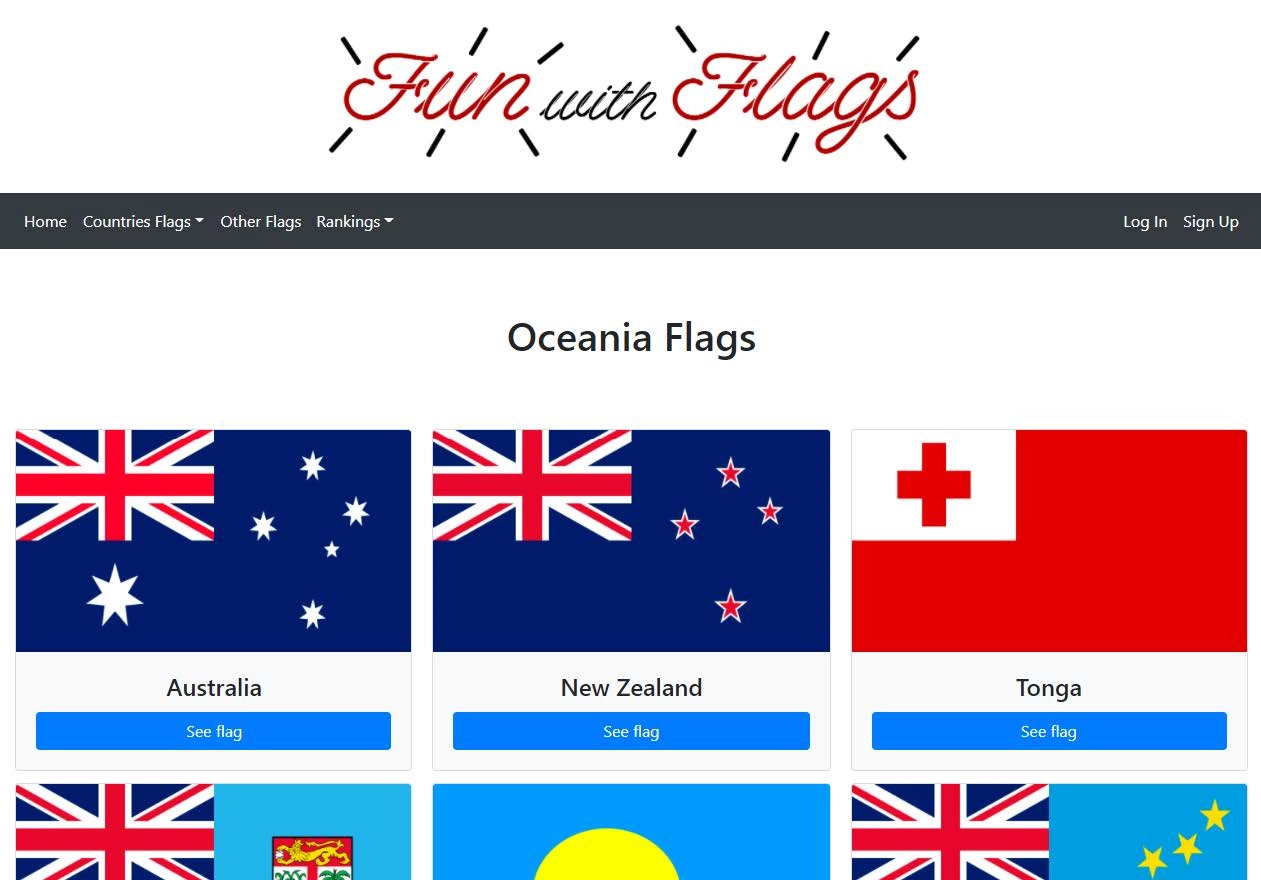 Fun with Flags
Home Countries Flags Other Flags Rankings Log In Sign Up
Oceania Flags
Australia New Zealand Tonga
See flag See flag See flag